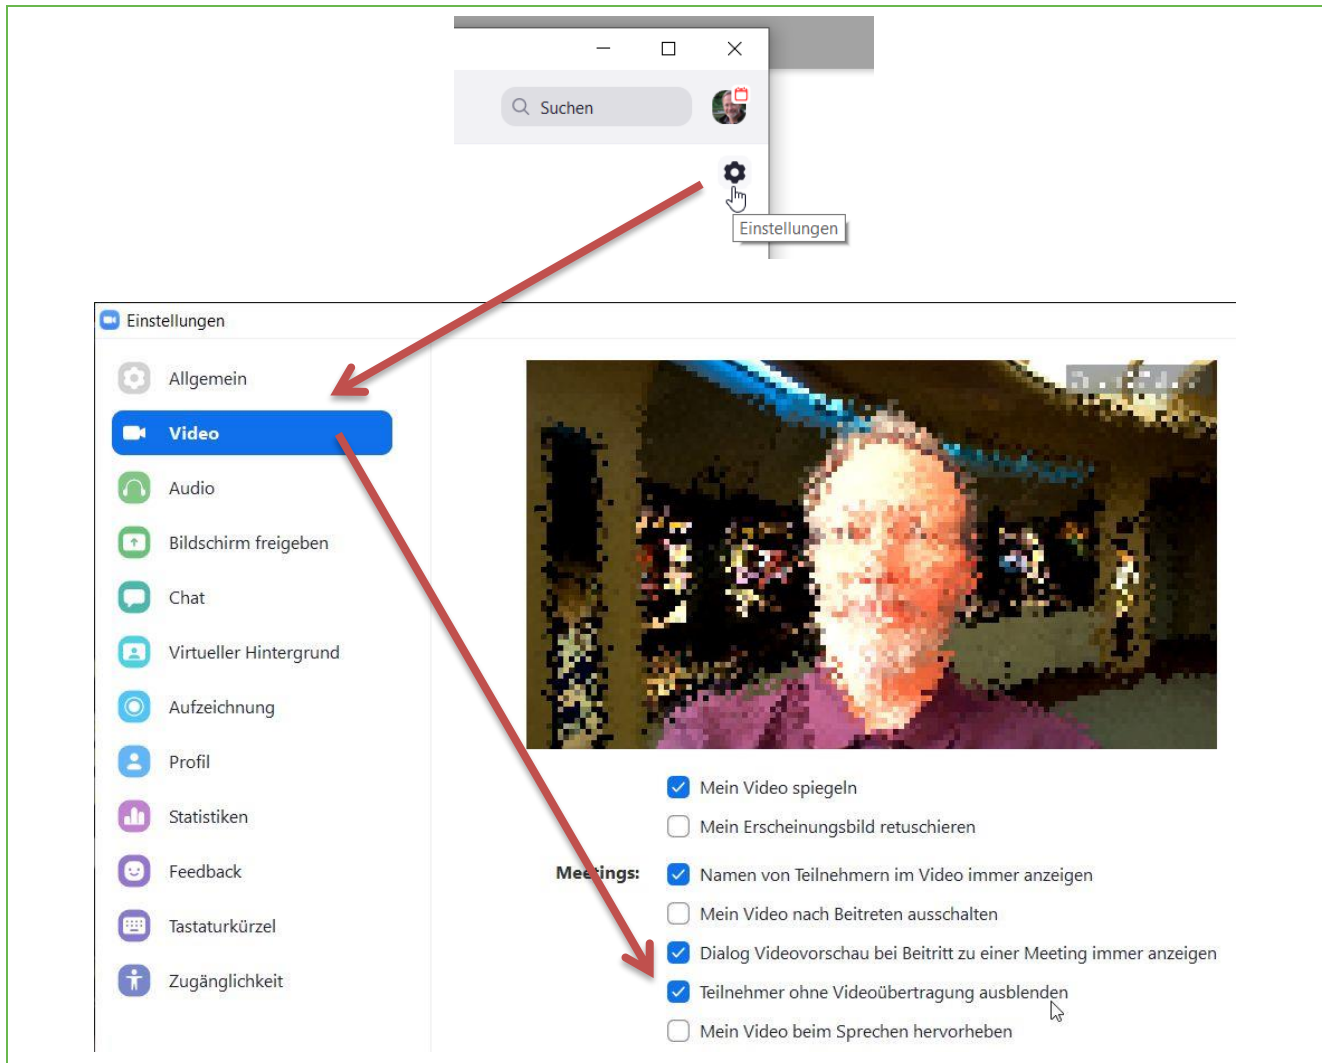 Suchen
Einstellungen
Einstellungen
Allgemein
Video
Audio
Bildschirm freigeben
Chat
Virtueller Hintergrund
Aufzeichnung
Profil
Statistiken
Feedback
Tastaturkürzel
Zugänglichkeit
Mein Video spiegeln
Mein Erscheinungsbild retuschieren
Meetings: Namen von Teilnehmern im Video immer anzeigen
Mein Video nach Beitreten ausschalten
Dialog Videovorschau bei Beitritt zu einer Meeting immer anzeigen
Teilnehmer ohne Videoübertragung ausblenden
Mein Video beim Sprechen hervorheben